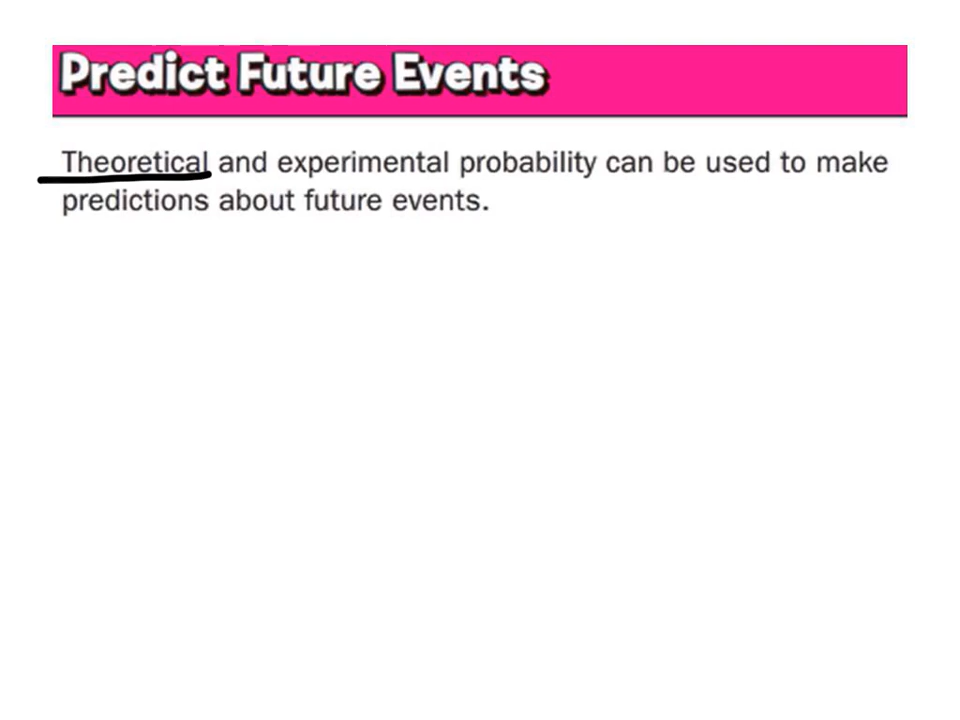 Predict Future Events
Theoretical and experimental probability can be used to make
predictions about future events.